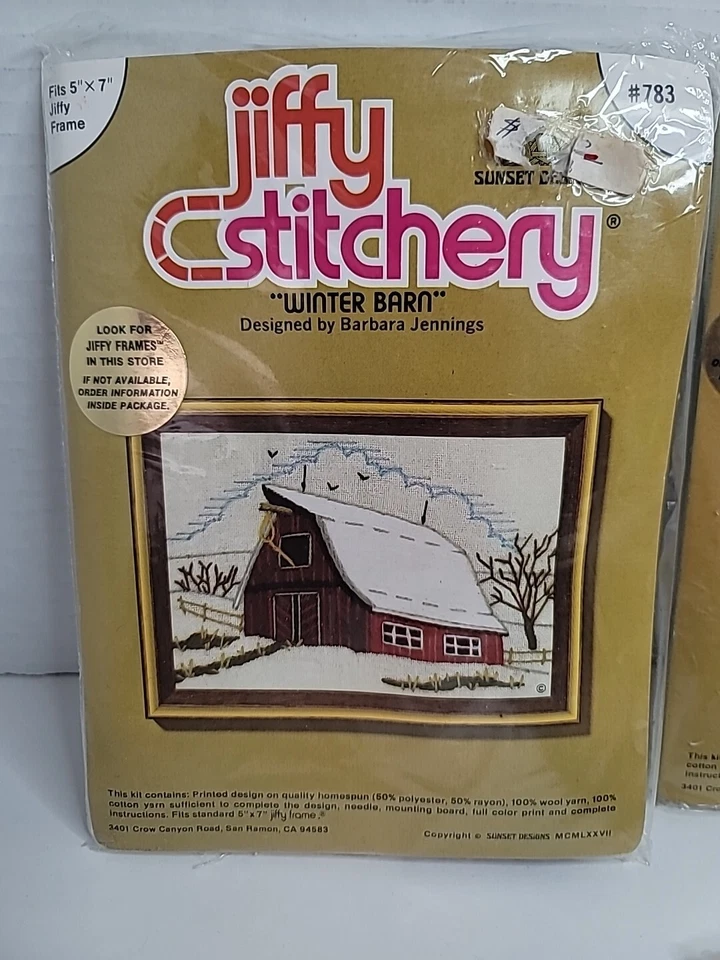 Fits 5" × 7"
Jiffy
Frame
#783
jiffy
stitchery®
SUNSET
"WINTER BARN"
Designed by Barbara Jennings
LOOK FOR
JIFFY FRAMES™
IN THIS STORE
IF NOT AVAILABLE,
ORDER INFORMATION
INSIDE PACKAGE.
©
This kit contains: Printed design on quality homespun (50% polyester, 50% rayon), 100% wool yarn, 100%
cotton yarn sufficient to complete the design, needle, mounting board, full color print and complete
instructions. Fits standard 5"x7" jiffy frame.®
3401 Crow Canyon Road, San Ramon, CA 94583
Copyright © SUNSET DESIGNS MCMLXXVII
This
cotton
3401